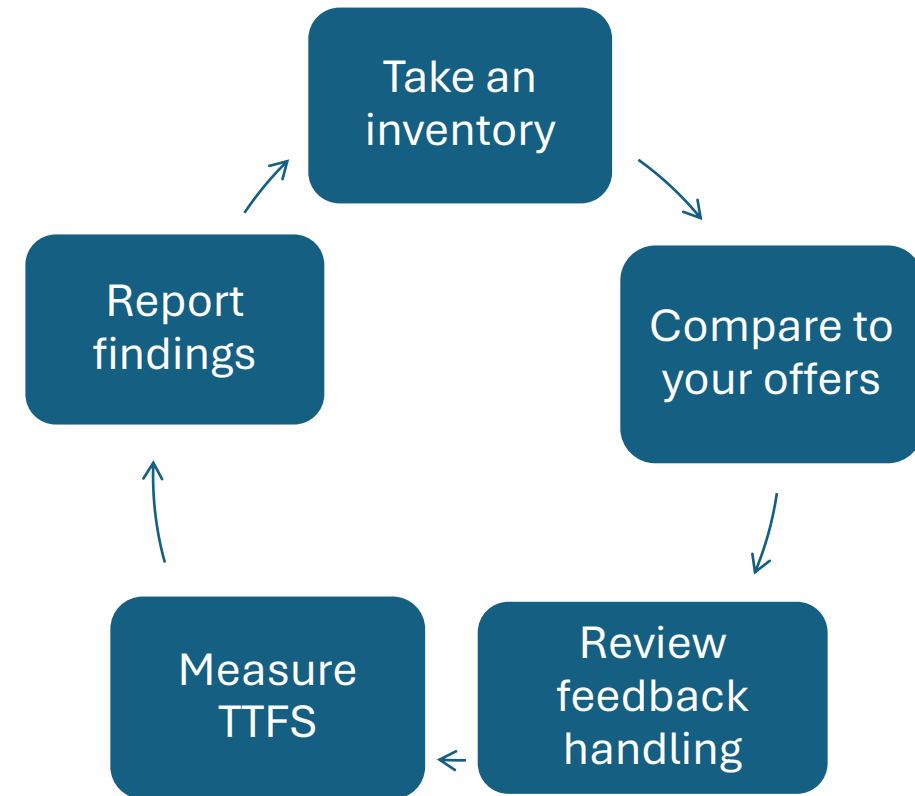 Take an
inventory
Compare to
your offers
Review
feedback
handling
Measure
TTFS
Report
findings